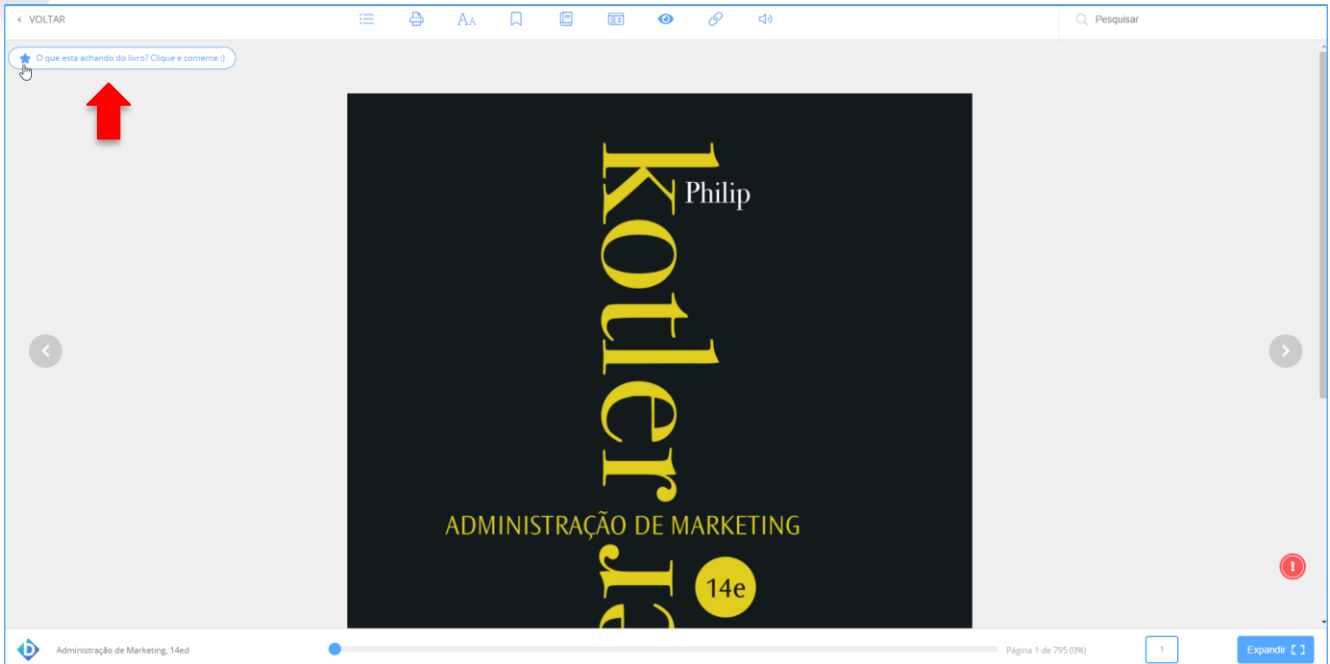 VOLTAR
AA
Pesquisar
O que esta achando do livro? Clique e comente :)
Philip
Kotler
ADMINISTRAÇÃO DE MARKETING
14e
Administração de Marketing, 14ed
Página 1 de 795 (0%)
1
Expandir